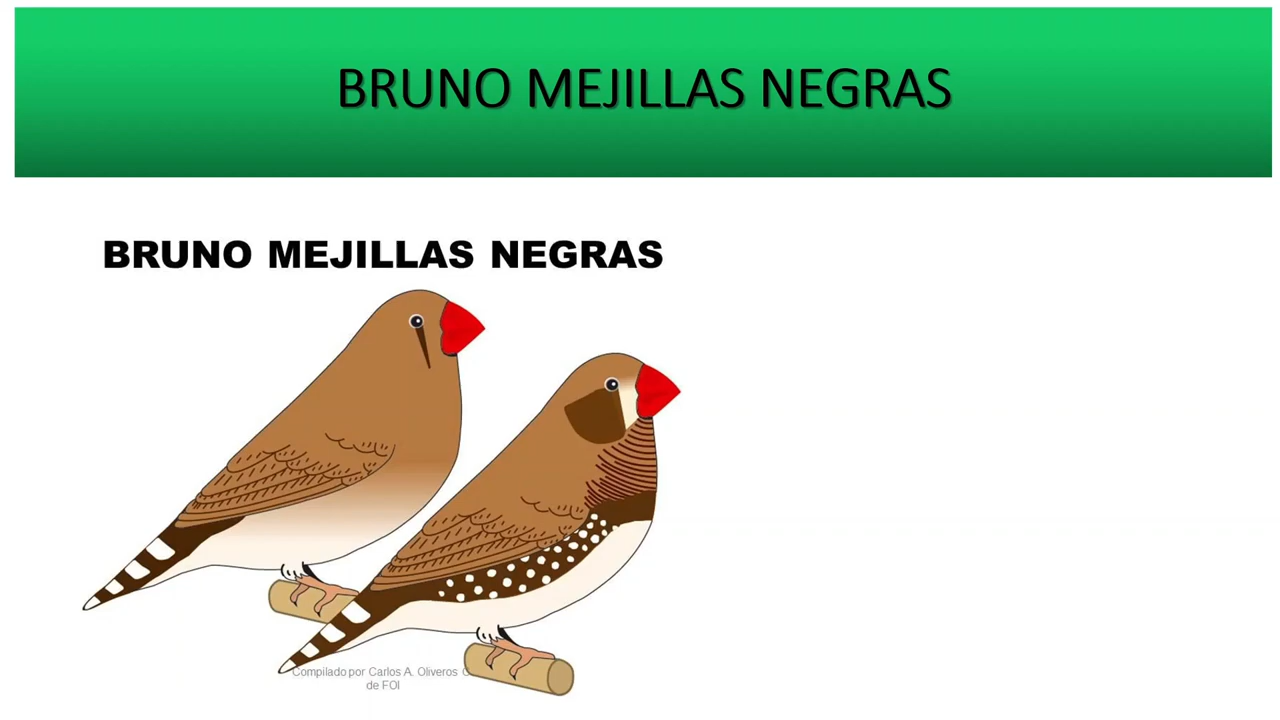 BRUNO MEJILLAS NEGRAS
BRUNO MEJILLAS NEGRAS
Compilado por Carlos A. Oliveros
de FOI